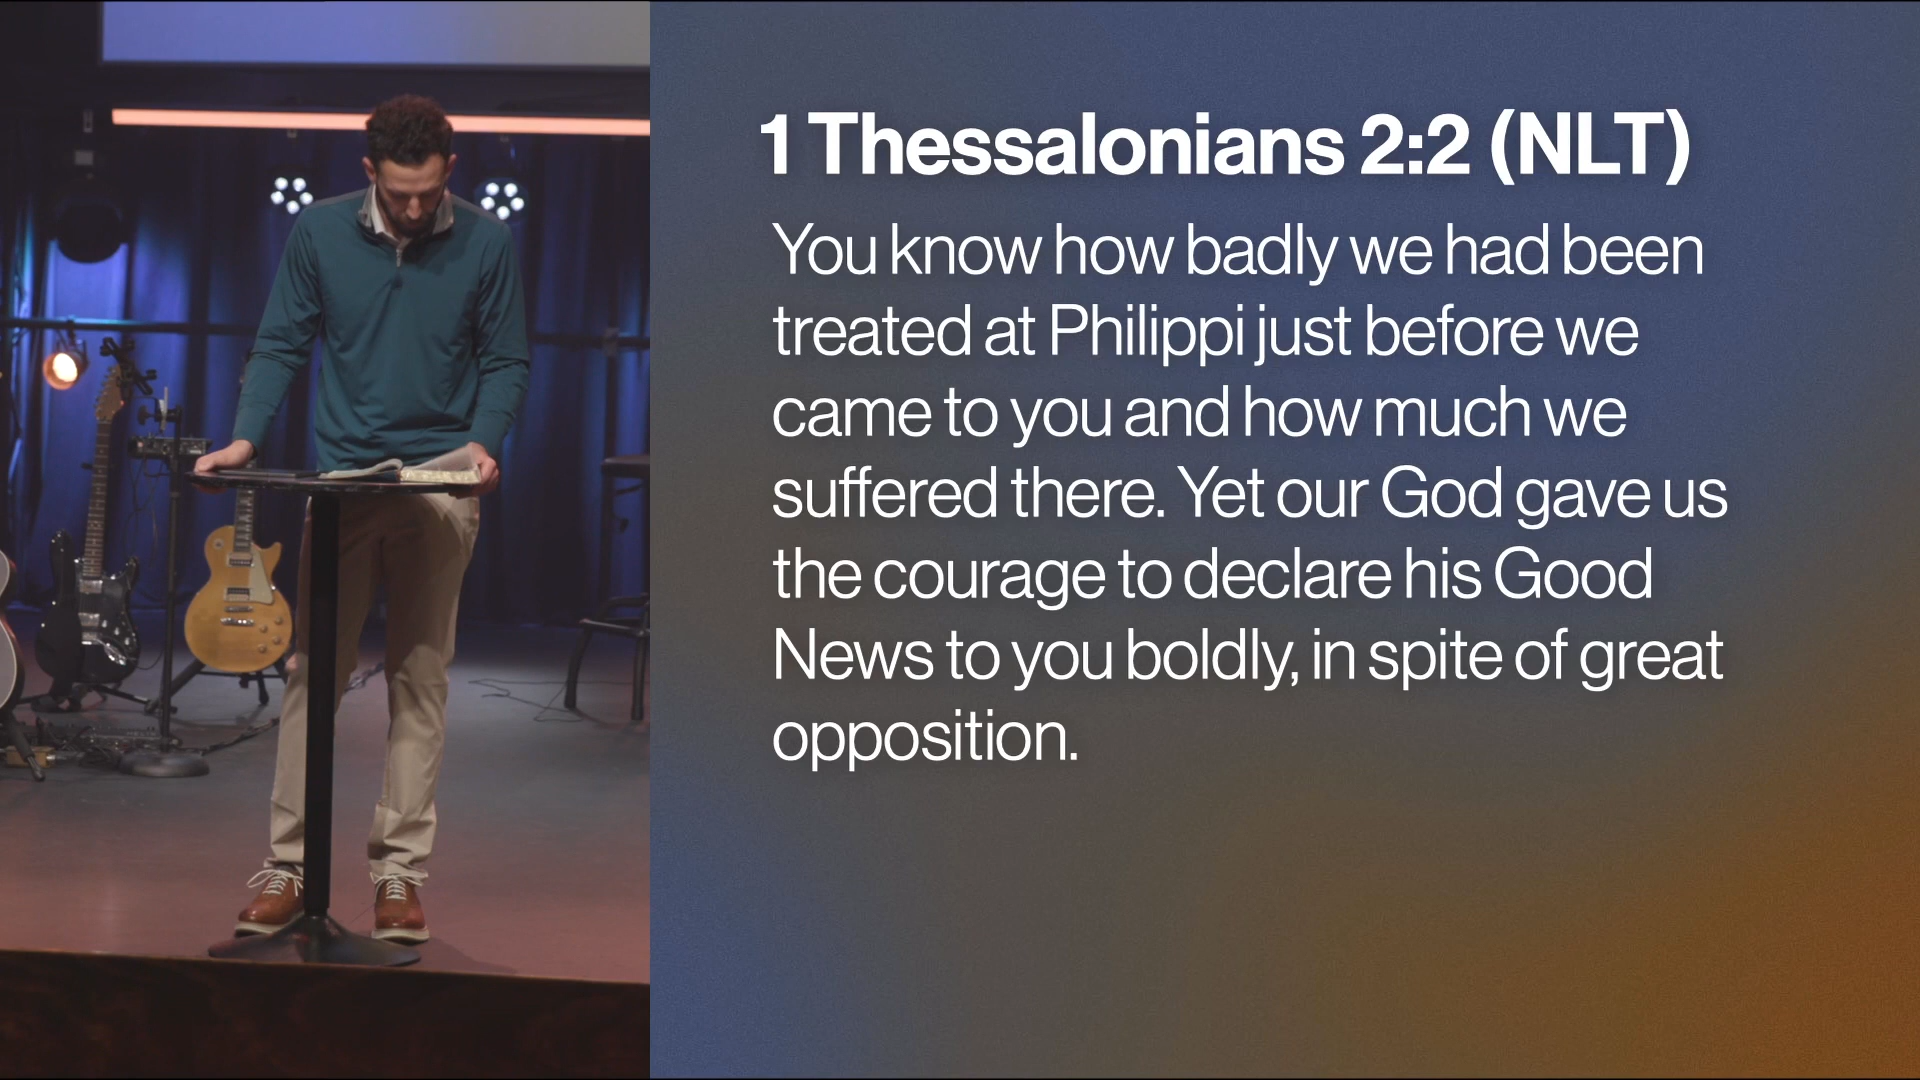 1 Thessalonians 2:2 (NLT)
You know how badly we had been
treated at Philippi just before we
came to you and how much we
suffered there. Yet our God gave us
the courage to declare his Good
News to you boldly, in spite of great
opposition.